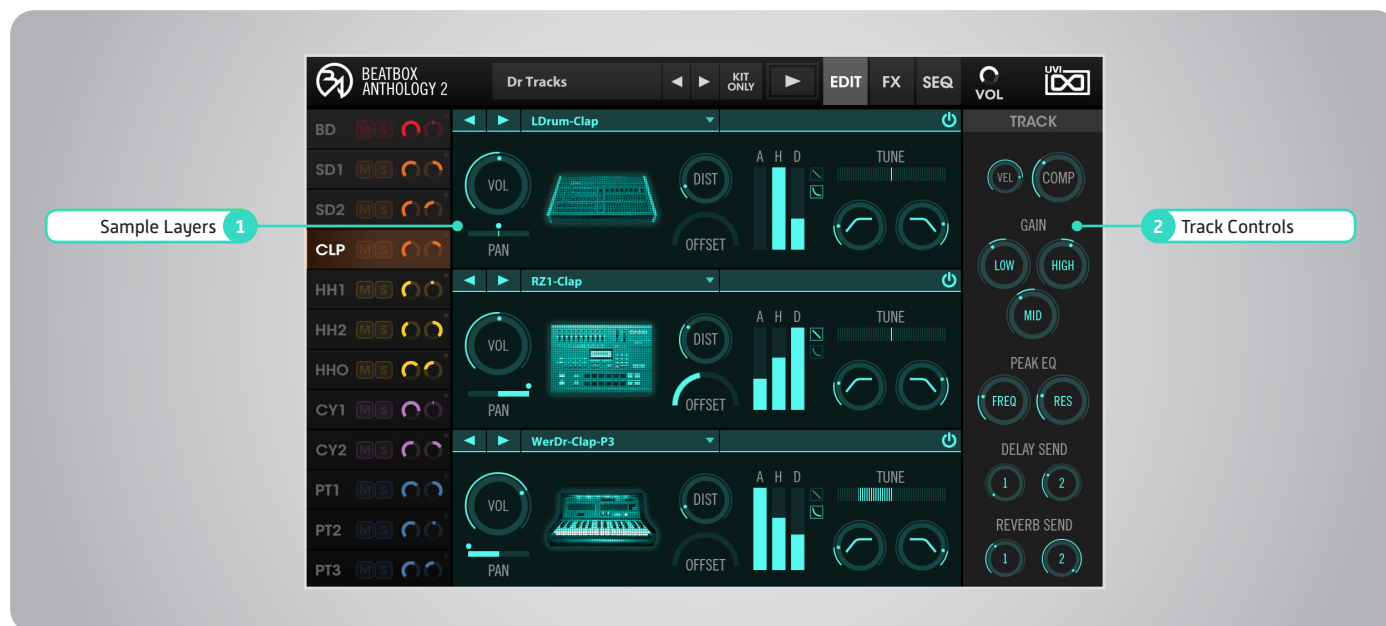 BEATBOX
ANTHOLOGY 2
Dr Tracks
KIT
ONLY
EDIT FX SEQ
VOL
UVI
BD M S
SD1 M S
SD2 M S
CLP M S
HH1 M S
HH2 M S
HHO M S
CY1 M S
CY2 M S
PT1 M S
PT2 M S
PT3 M S
Sample Layers 1
LDrum-Clap
VOL
PAN
DIST
OFFSET
A H D
TUNE
RZ1-Clap
VOL
PAN
DIST
OFFSET
A H D
TUNE
WerDr-Clap-P3
VOL
PAN
DIST
OFFSET
A H D
TUNE
TRACK
VEL COMP
GAIN
LOW HIGH
MID
PEAK EQ
FREQ RES
DELAY SEND
1 2
REVERB SEND
1 2
2 Track Controls